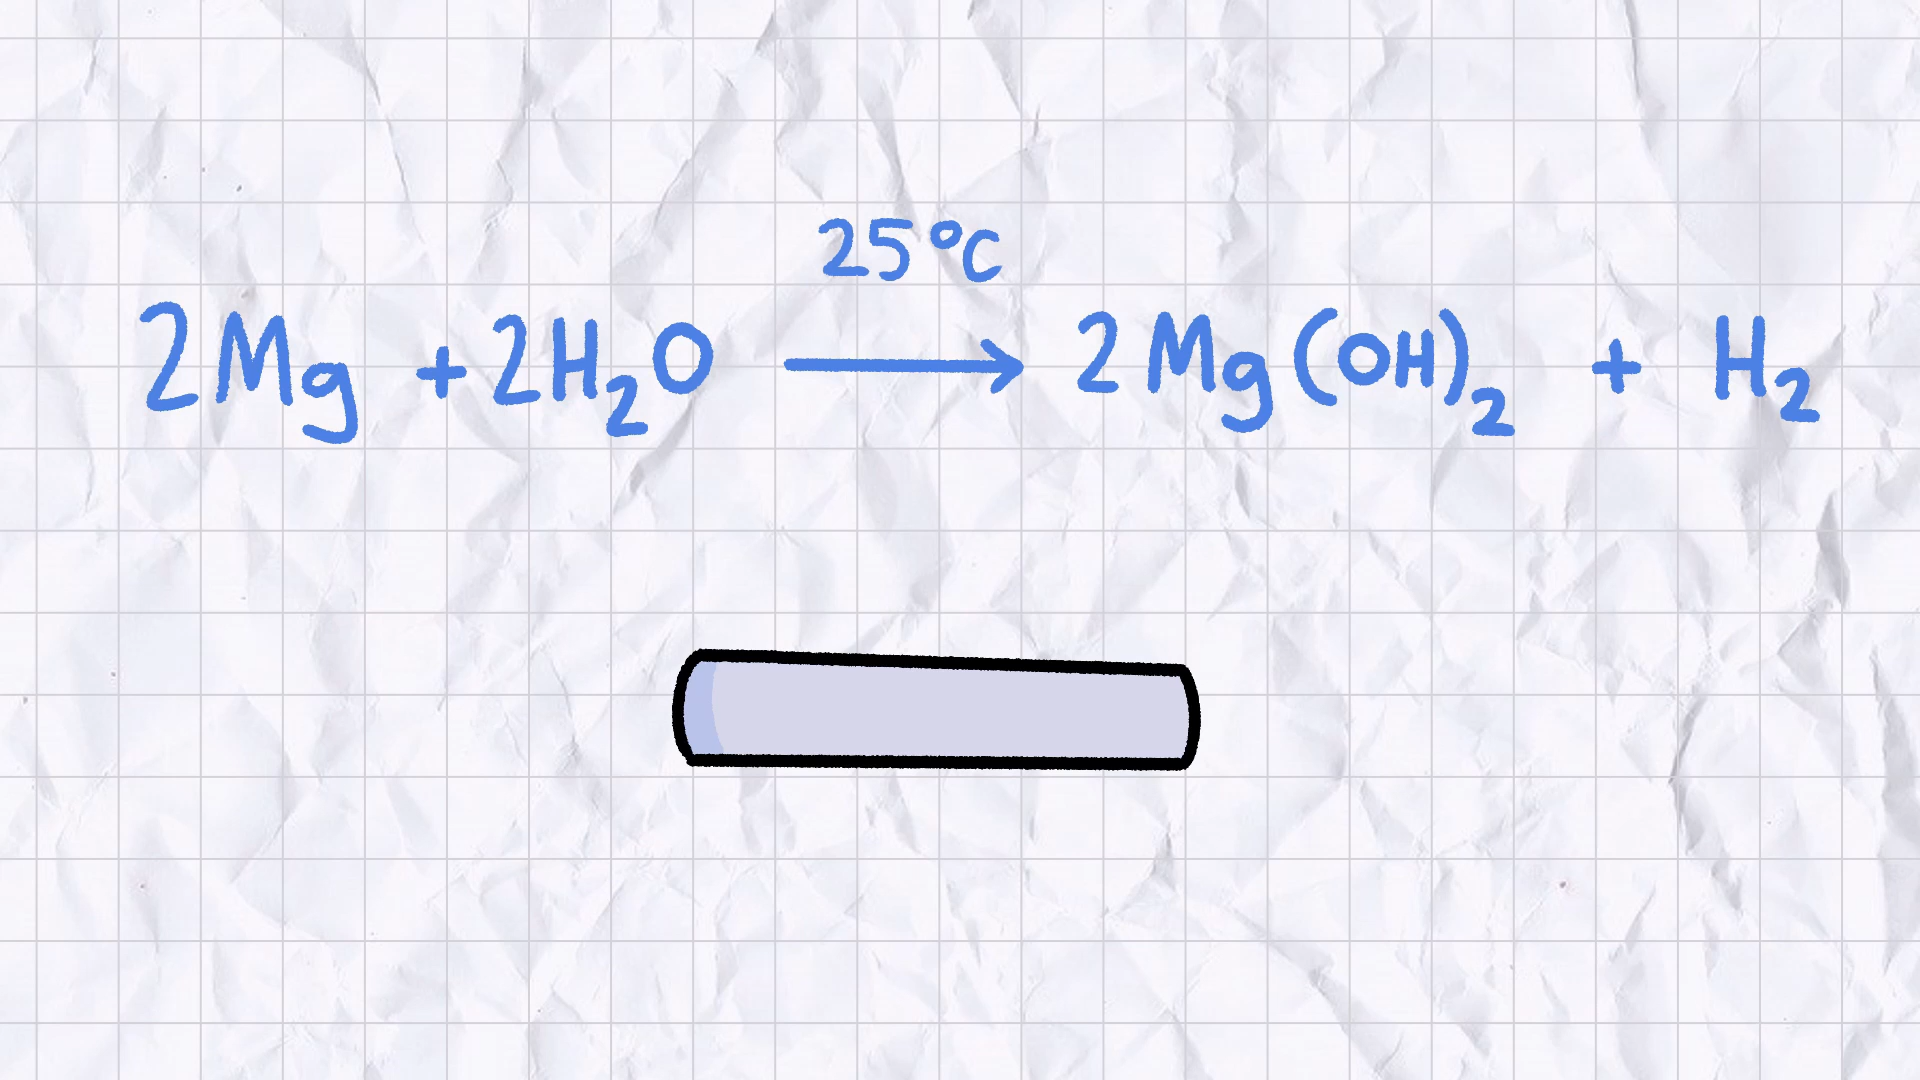 25°C
2Mg + 2H₂O → 2Mg(OH)₂ + H₂